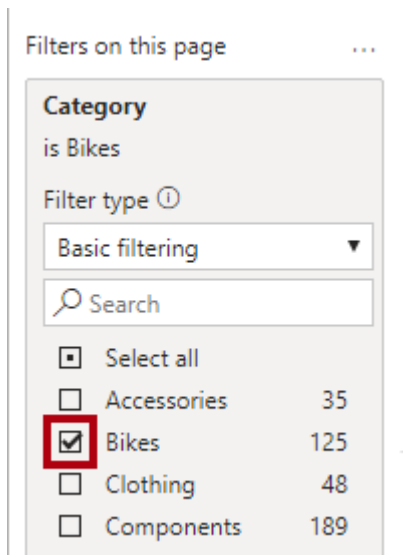 Filters on this page ...
Category
is Bikes
Filter type ⓘ
Basic filtering
Search
Select all
Accessories 35
Bikes 125
Clothing 48
Components 189